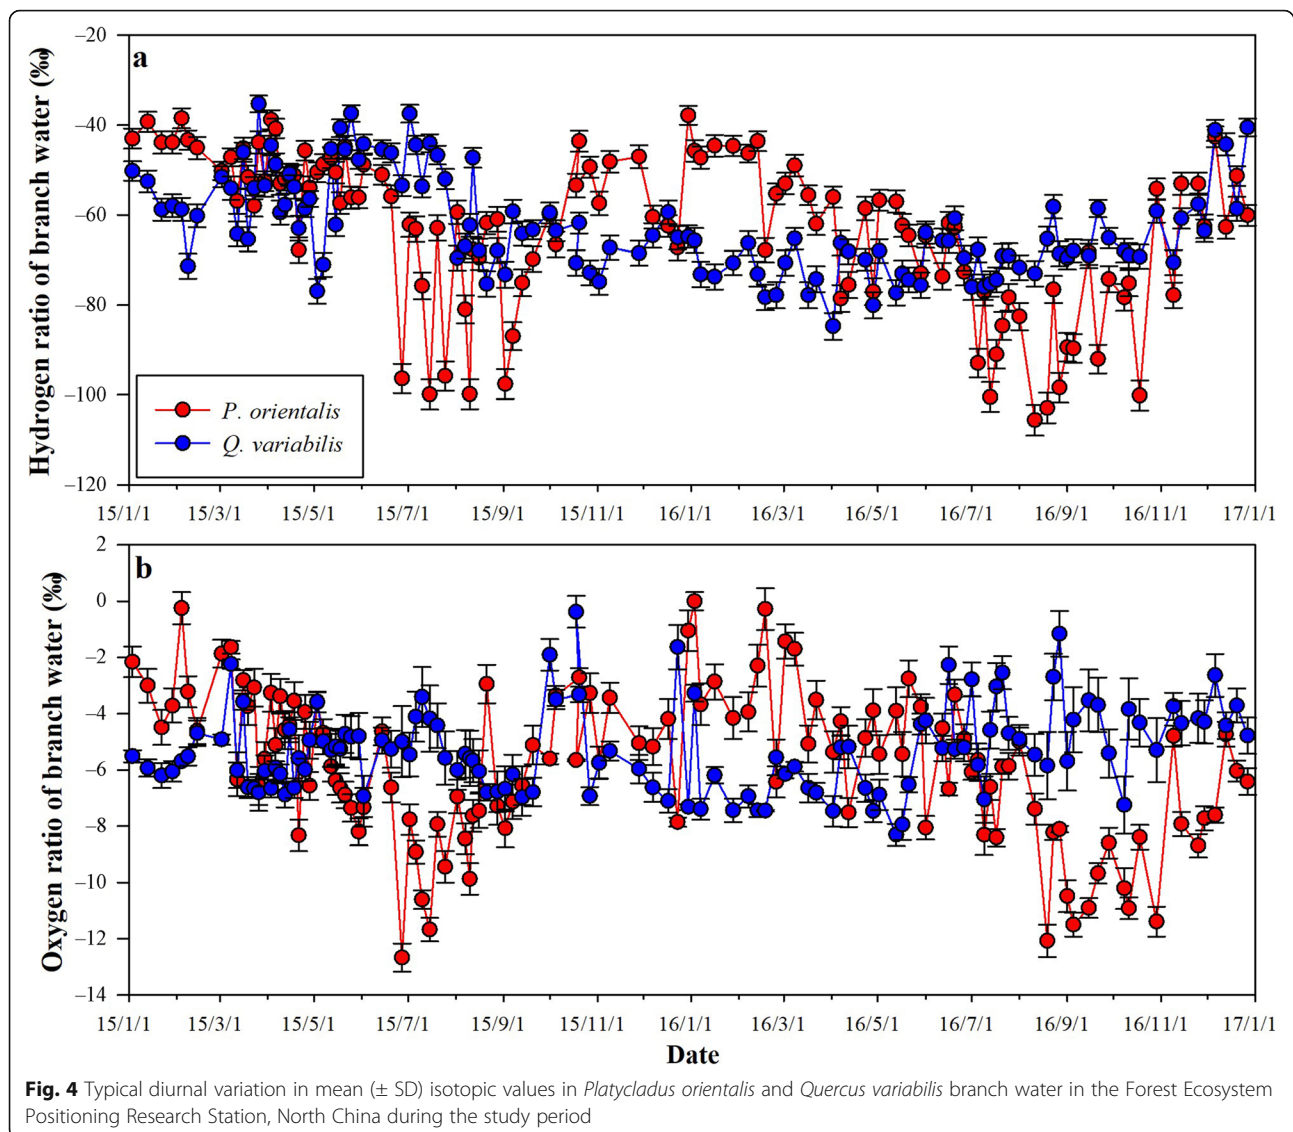 a
Hydrogen ratio of branch water (‰)
−20
−40
−60
−80
−100
−120
P. orientalis
Q. variabilis
15/1/1 15/3/1 15/5/1 15/7/1 15/9/1 15/11/1 16/1/1 16/3/1 16/5/1 16/7/1 16/9/1 16/11/1 17/1/1
b
Oxygen ratio of branch water (‰)
2
0
−2
−4
−6
−8
−10
−12
−14
15/1/1 15/3/1 15/5/1 15/7/1 15/9/1 15/11/1 16/1/1 16/3/1 16/5/1 16/7/1 16/9/1 16/11/1 17/1/1
Date
Fig. 4 Typical diurnal variation in mean (± SD) isotopic values in Platycladus orientalis and Quercus variabilis branch water in the Forest Ecosystem
Positioning Research Station, North China during the study period